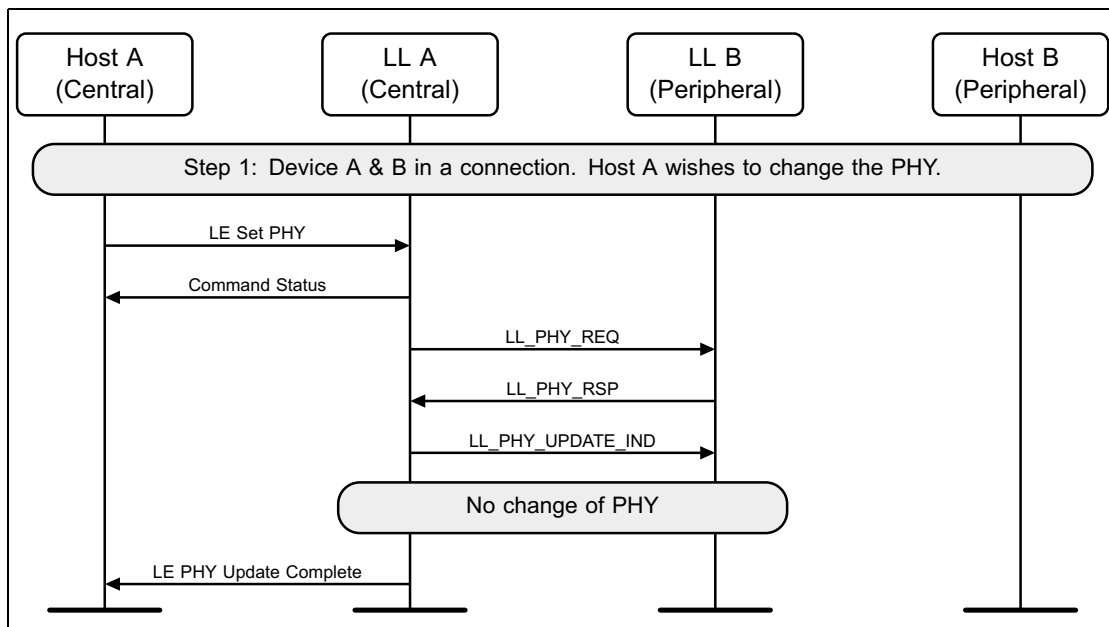 Host A
(Central)
LL A
(Central)
LL B
(Peripheral)
Host B
(Peripheral)
Step 1: Device A & B in a connection. Host A wishes to change the PHY.
LE Set PHY
Command Status
LL_PHY_REQ
LL_PHY_RSP
LL_PHY_UPDATE_IND
No change of PHY
LE PHY Update Complete